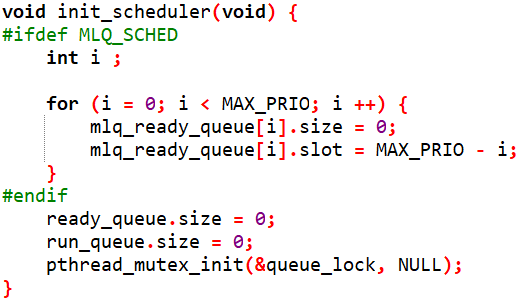 void init_scheduler(void) {
#ifdef MLQ_SCHED
    int i ;

    for (i = 0; i < MAX_PRIO; i ++) {
        mlq_ready_queue[i].size = 0;
        mlq_ready_queue[i].slot = MAX_PRIO - i;
    }
#endif
    ready_queue.size = 0;
    run_queue.size = 0;
    pthread_mutex_init(&queue_lock, NULL);
}